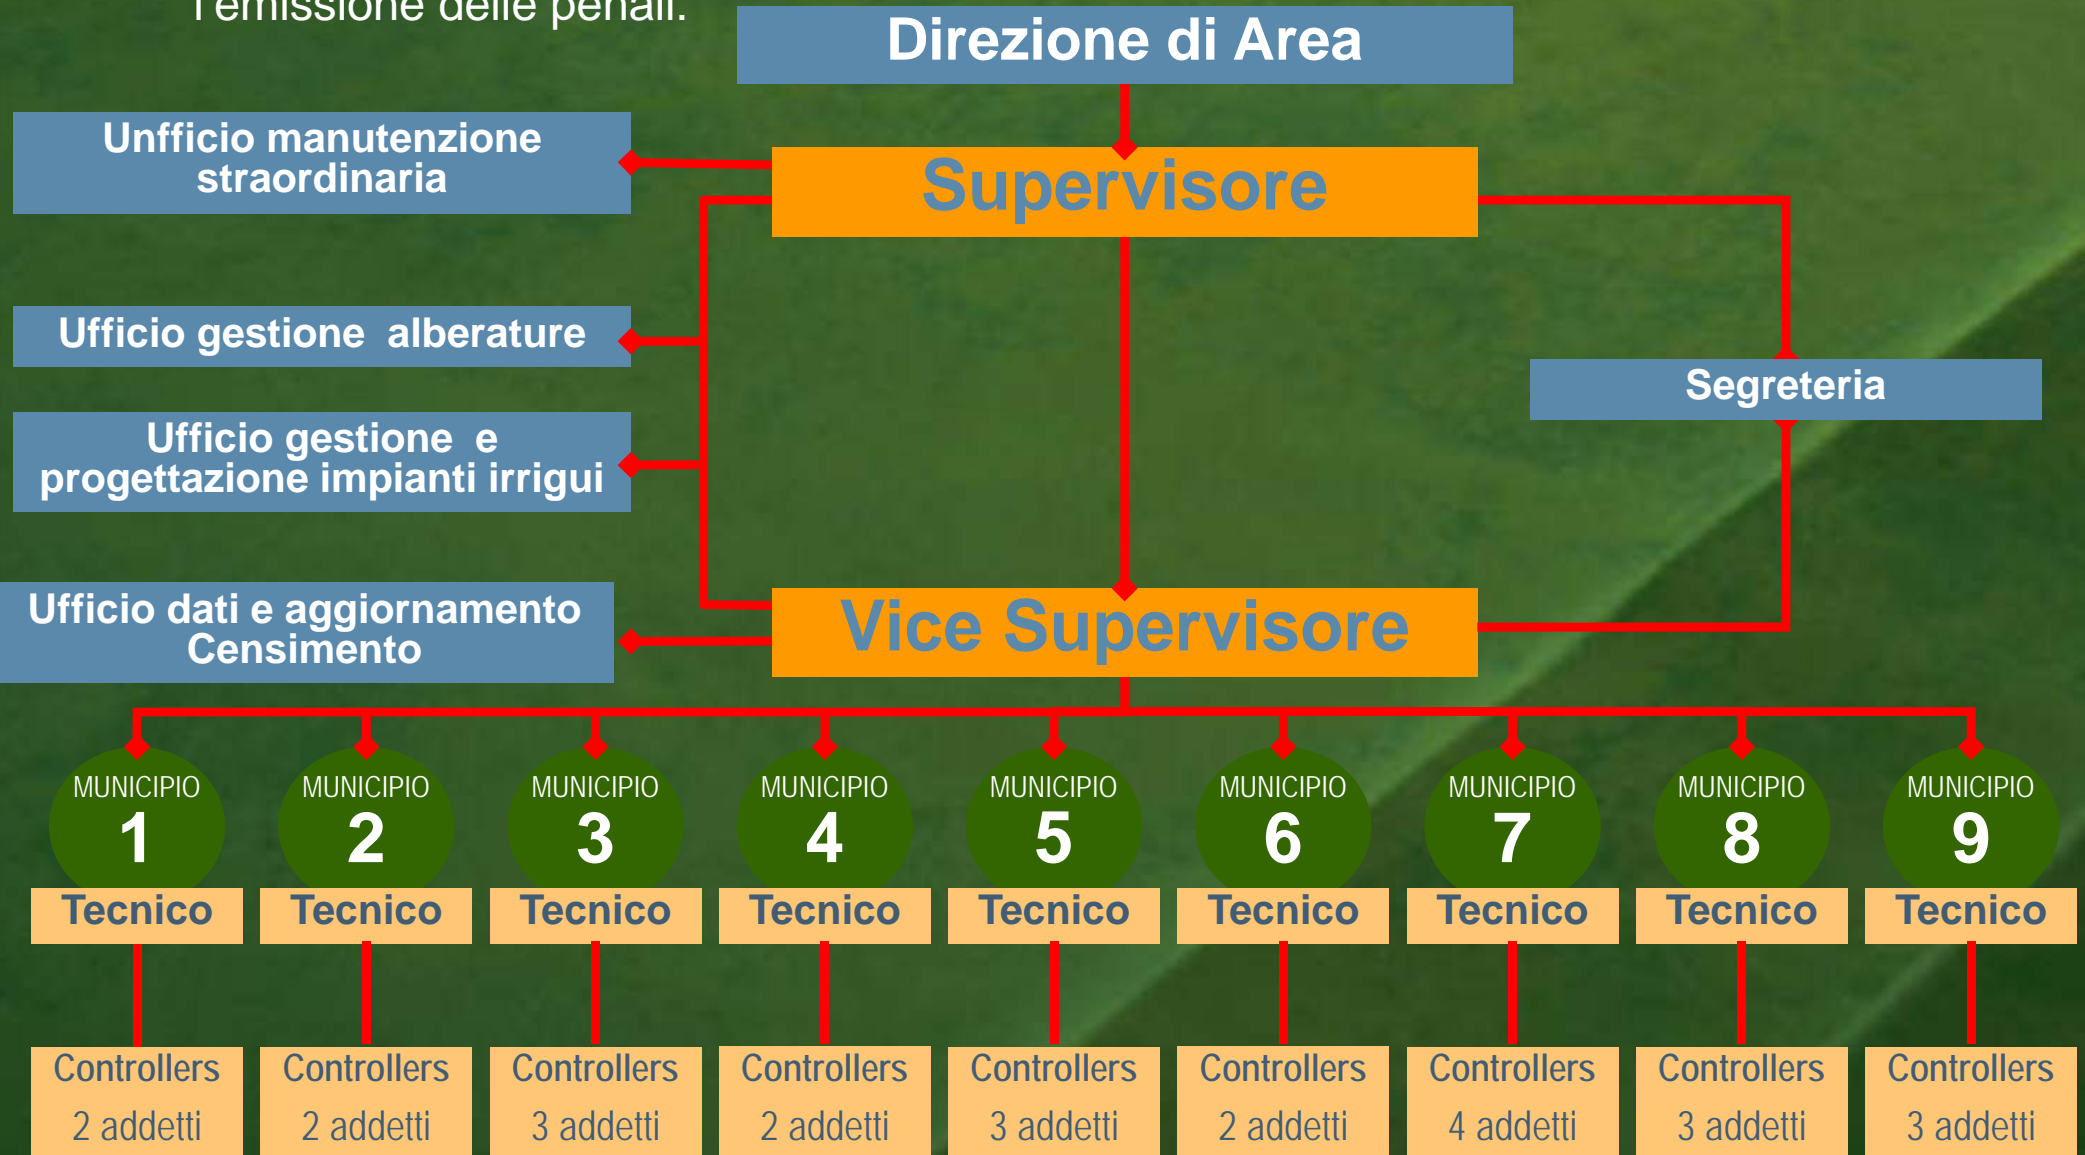 l'emissione delle penali.
Direzione di Area
Unfficio manutenzione
straordinaria
Supervisore
Ufficio gestione  alberature
Segreteria
Ufficio gestione  e
progettazione impianti irrigui
Ufficio dati e aggiornamento
Censimento
Vice Supervisore
MUNICIPIO
1
Tecnico
Controllers
2 addetti
MUNICIPIO
2
Tecnico
Controllers
2 addetti
MUNICIPIO
3
Tecnico
Controllers
3 addetti
MUNICIPIO
4
Tecnico
Controllers
2 addetti
MUNICIPIO
5
Tecnico
Controllers
3 addetti
MUNICIPIO
6
Tecnico
Controllers
2 addetti
MUNICIPIO
7
Tecnico
Controllers
4 addetti
MUNICIPIO
8
Tecnico
Controllers
3 addetti
MUNICIPIO
9
Tecnico
Controllers
3 addetti